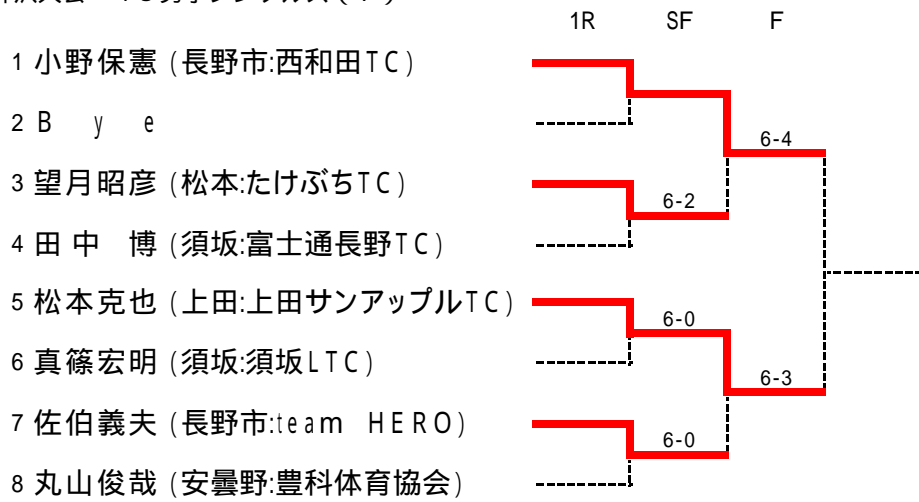 1R SF F
1 小野保憲 (長野市:西和田TC)
2 B y e
6-4
3 望月昭彦 (松本:たけぶちTC)
6-2
4 田中 博 (須坂:富士通長野TC)
5 松本克也 (上田:上田サンアップルTC)
6-0
6 真篠宏明 (須坂:須坂LTC)
6-3
7 佐伯義夫 (長野市:team HERO)
6-0
8 丸山俊哉 (安曇野:豊科体育協会)